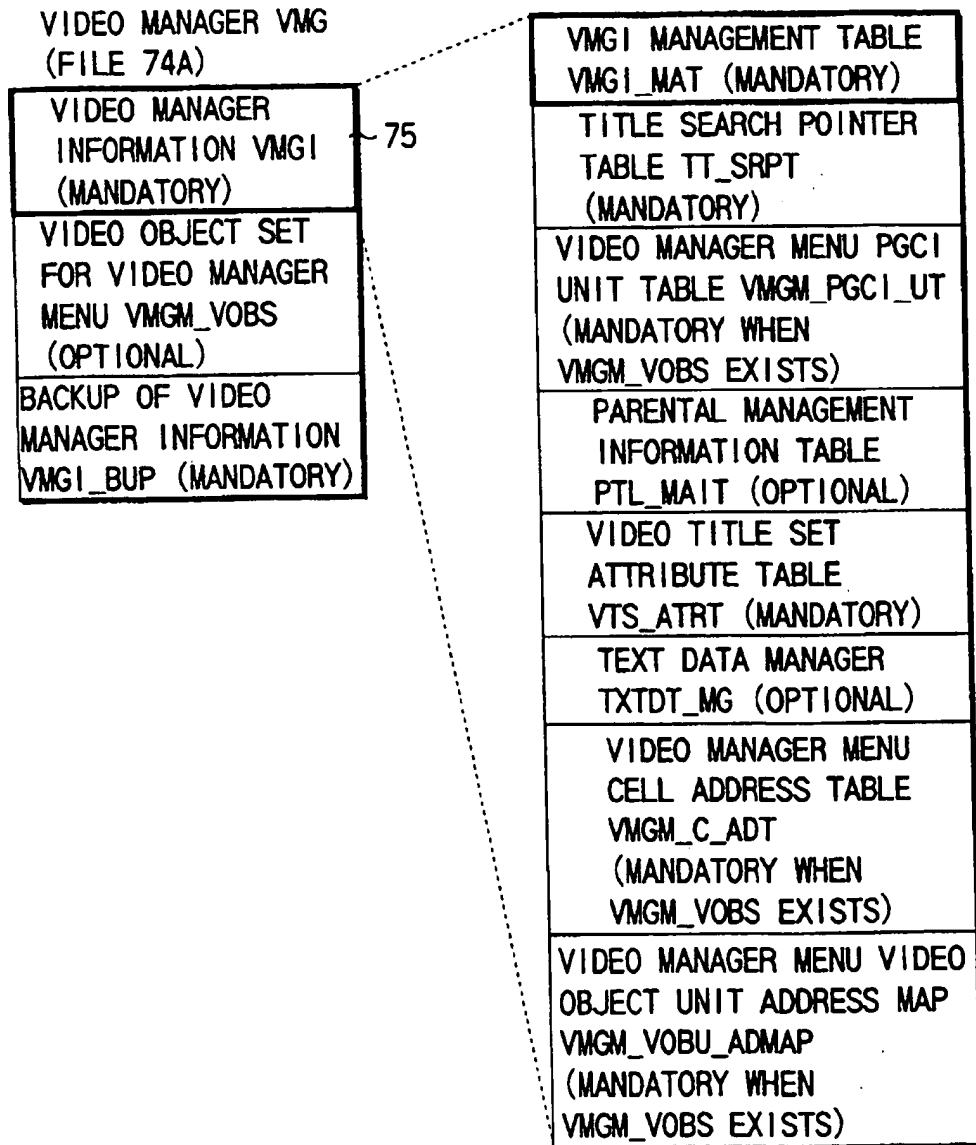 VIDEO MANAGER VMG
(FILE 74A)
VIDEO MANAGER
INFORMATION VMGI
(MANDATORY)
75
VIDEO OBJECT SET
FOR VIDEO MANAGER
MENU VMGM_VOBS
(OPTIONAL)
BACKUP OF VIDEO
MANAGER INFORMATION
VMGI_BUP (MANDATORY)
VMGI MANAGEMENT TABLE
VMGI_MAT (MANDATORY)
TITLE SEARCH POINTER
TABLE TT_SRPT
(MANDATORY)
VIDEO MANAGER MENU PGCI
UNIT TABLE VMGM_PGCI_UT
(MANDATORY WHEN
VMGM_VOBS EXISTS)
PARENTAL MANAGEMENT
INFORMATION TABLE
PTL_MAIT (OPTIONAL)
VIDEO TITLE SET
ATTRIBUTE TABLE
VTS_ATRT (MANDATORY)
TEXT DATA MANAGER
TXTDT_MG (OPTIONAL)
VIDEO MANAGER MENU
CELL ADDRESS TABLE
VMGM_C_ADT
(MANDATORY WHEN
VMGM_VOBS EXISTS)
VIDEO MANAGER MENU VIDEO
OBJECT UNIT ADDRESS MAP
VMGM_VOBU_ADMAP
(MANDATORY WHEN
VMGM_VOBS EXISTS)